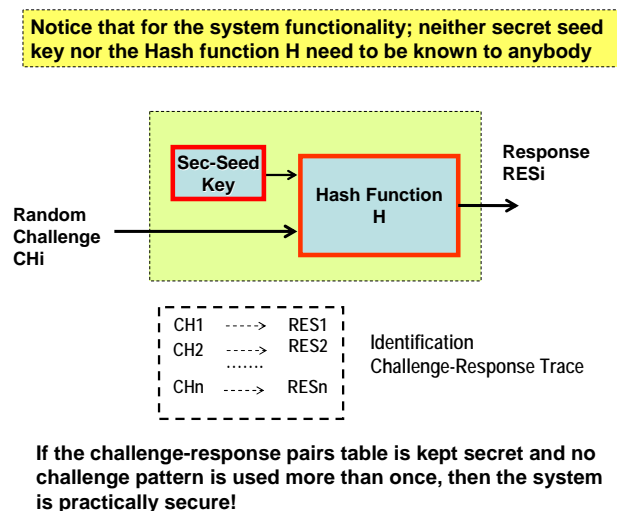 Notice that for the system functionality; neither secret seed
key nor the Hash function H need to be known to anybody
Sec-Seed
Key
Hash Function
H
Response
RESi
Random
Challenge
CHi
CH1 -----> RES1
CH2 -----> RES2
.......
CHn -----> RESn
Identification
Challenge-Response Trace
If the challenge-response pairs table is kept secret and no
challenge pattern is used more than once, then the system
is practically secure!